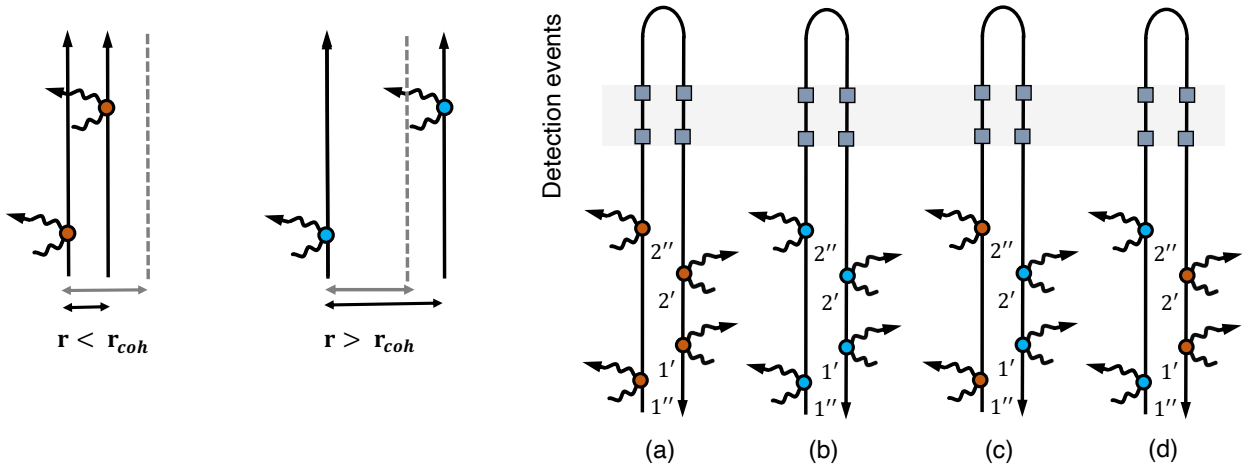 r < r_coh
r > r_coh
Detection events
2′′
2′
1′
1′′
(a)
2′′
2′
1′
1′′
(b)
2′′
2′
1′
1′′
(c)
2′′
2′
1′
1′′
(d)